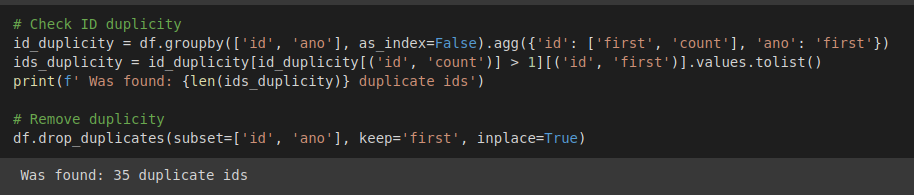 # Check ID duplicity
id_duplicity = df.groupby(['id', 'ano'], as_index=False).agg({'id': ['first', 'count'], 'ano': 'first'})
ids_duplicity = id_duplicity[id_duplicity[('id', 'count')] > 1][('id', 'first')].values.tolist()
print(f' Was found: {len(ids_duplicity)} duplicate ids')
# Remove duplicity
df.drop_duplicates(subset=['id', 'ano'], keep='first', inplace=True)
Was found: 35 duplicate ids